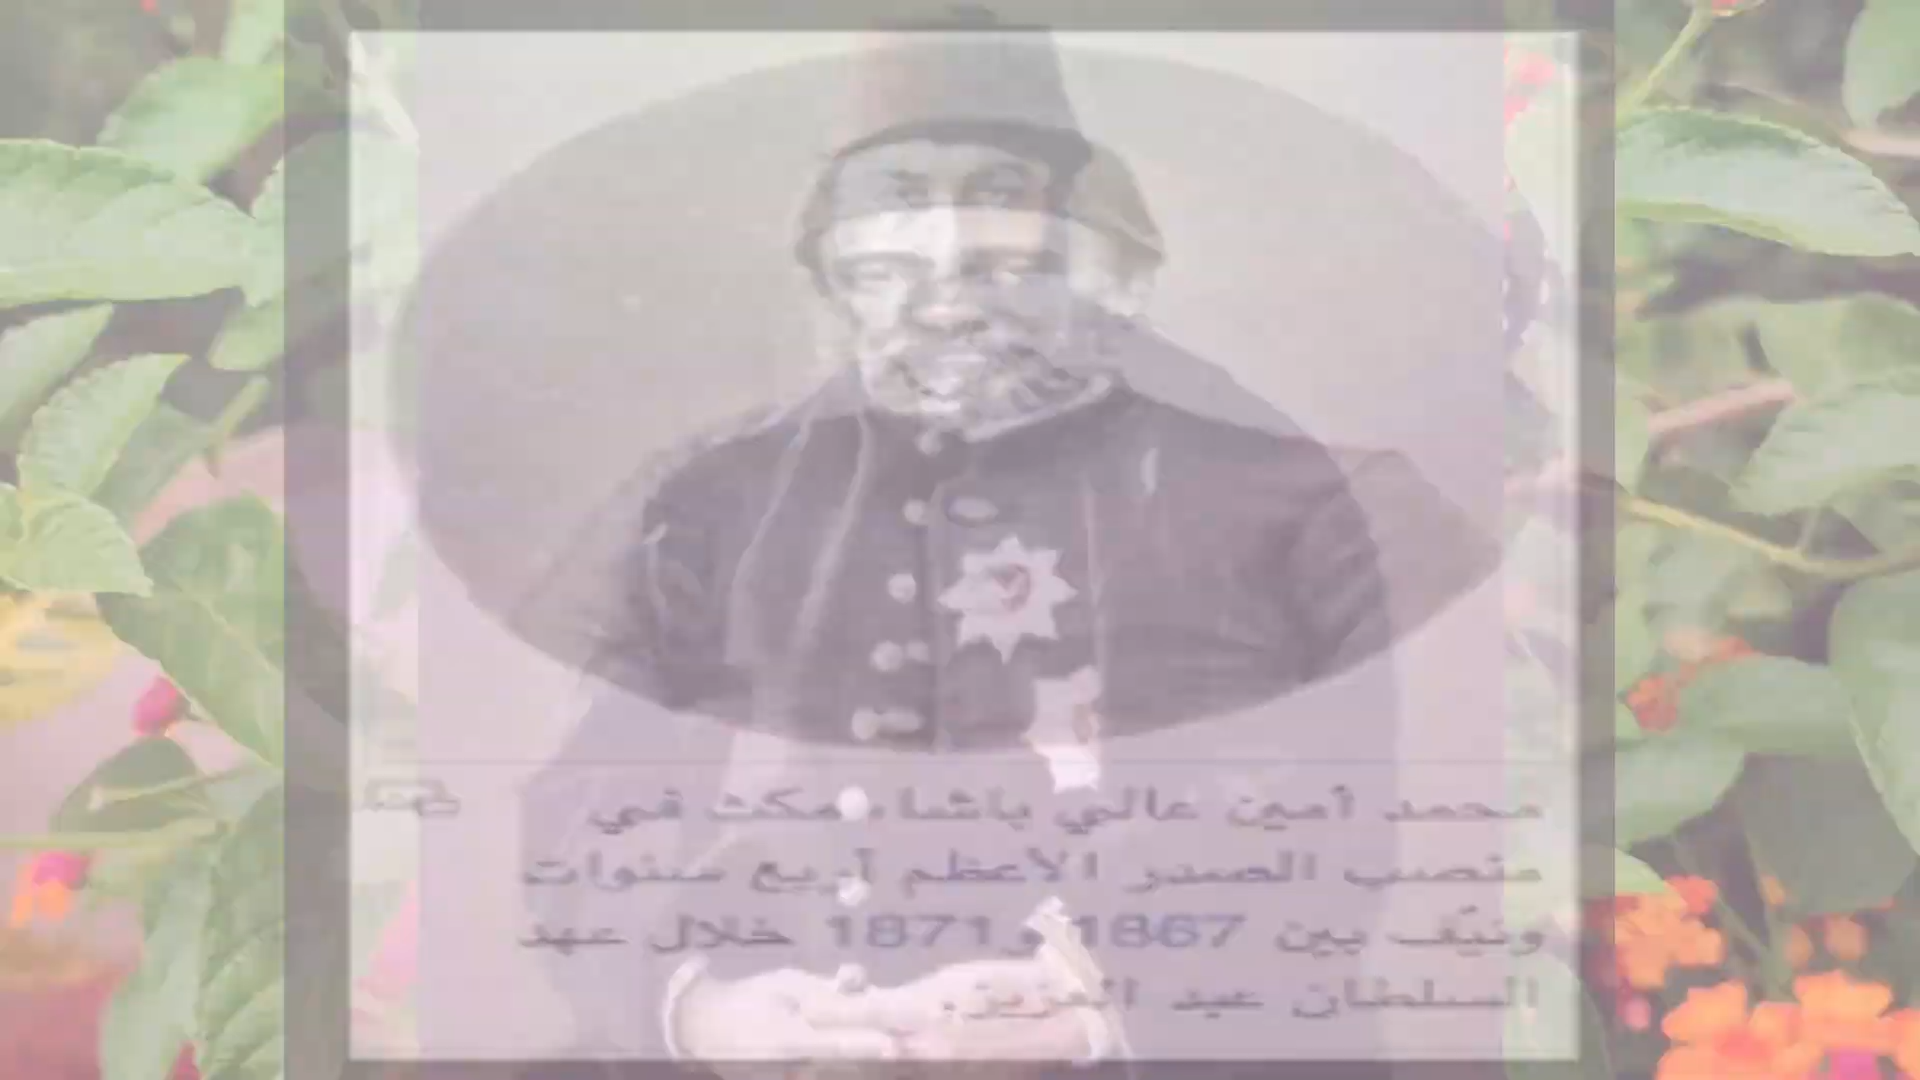 محمد أمين عالي باشا، مكث في
منصب الصدر الأعظم أربع سنوات
ونيّف بين 1867 و1871 خلال عهد
السلطان عبد العزيز.